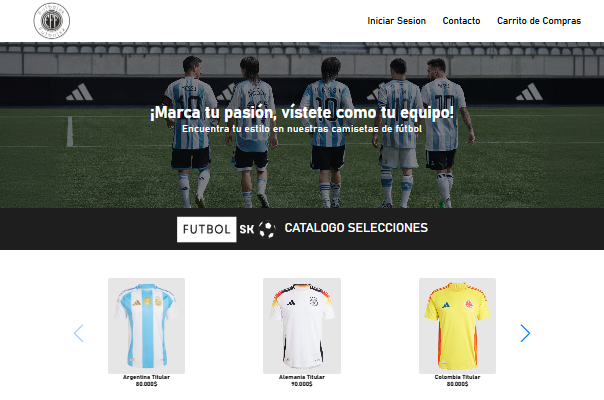 Iniciar Sesion
Contacto
Carrito de Compras
¡Marca tu pasión, vístete como tu equipo!
Encuentra tu estilo en nuestras camisetas de fútbol
FUTBOL SK
CATALOGO SELECCIONES
Argentina Titular
80.000$
Alemania Titular
90.000$
Colombia Titular
80.000$